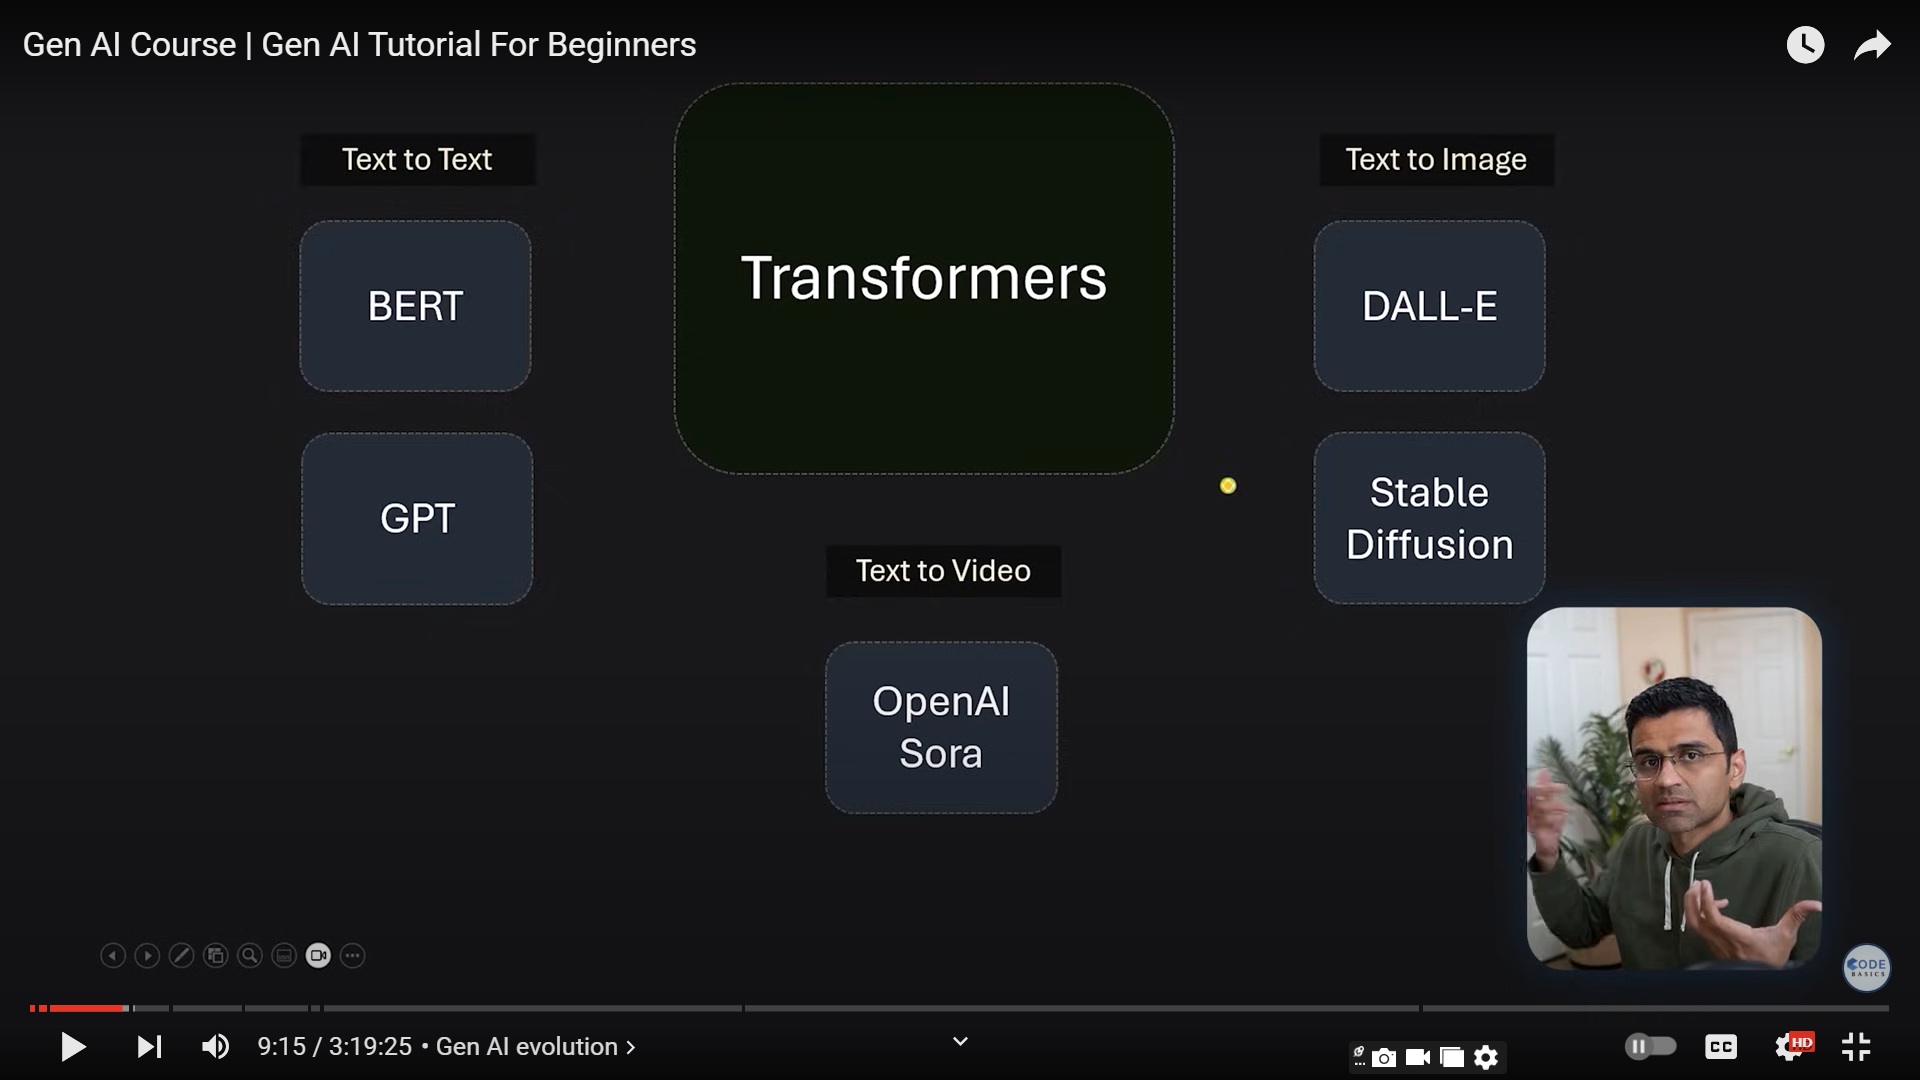 Gen AI Course | Gen AI Tutorial For Beginners
Text to Text
BERT
GPT
Transformers
Text to Video
OpenAI
Sora
Text to Image
DALL-E
Stable
Diffusion
CODE
BASICS
9:15 / 3:19:25 • Gen AI evolution >
CC
HD